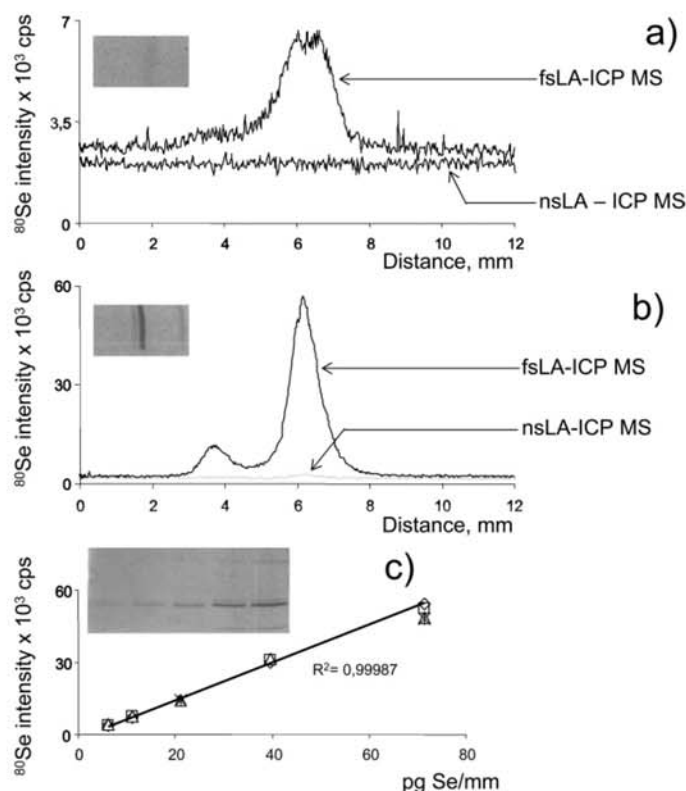 7
3,5
0
⁸⁰Se intensity x 10³ cps
a)
fsLA-ICP MS
nsLA – ICP MS
0 2 4 6 8 10 12
Distance, mm
60
30
0
⁸⁰Se intensity x 10³ cps
b)
fsLA-ICP MS
nsLA-ICP MS
0 2 4 6 8 10 12
Distance, mm
60
30
0
⁸⁰Se intensity x 10³ cps
c)
R²= 0,99987
0 20 40 60 80
pg Se/mm